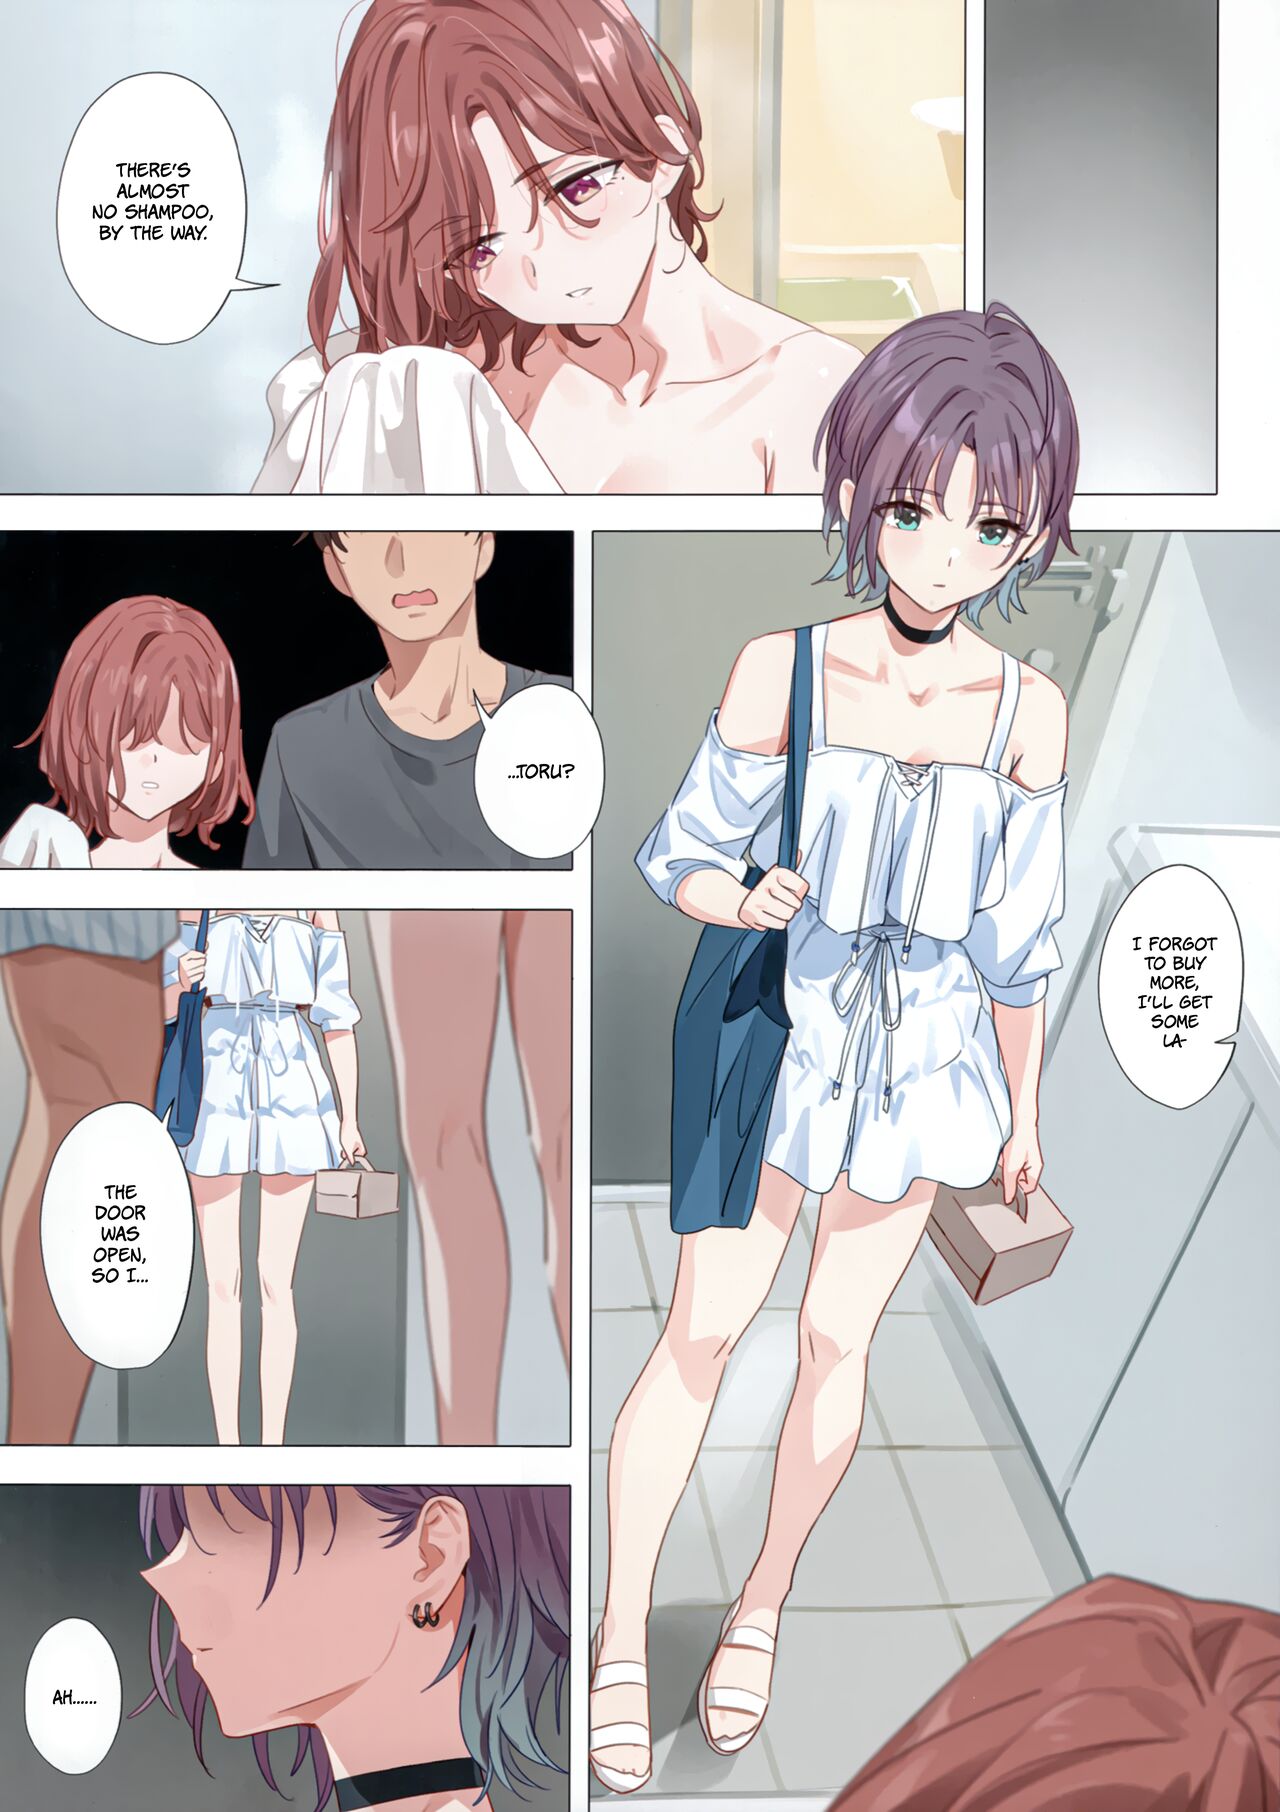 THERE'S
ALMOST
NO SHAMPOO,
BY THE WAY.
I FORGOT
TO BUY
MORE,
I'LL GET
SOME
LA-
...TORU?
THE
DOOR
WAS
OPEN,
SO I...
AH......